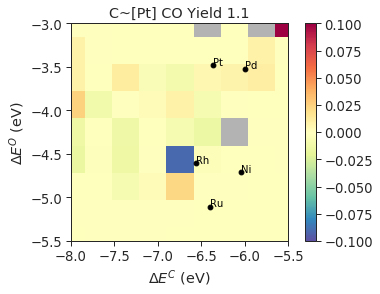 C~[Pt] CO Yield 1.1
−3.0
−3.5
−4.0
−4.5
−5.0
−5.5
ΔE^O (eV)
Pt
Pd
Rh
Ni
Ru
−8.0 −7.5 −7.0 −6.5 −6.0 −5.5
ΔE^C (eV)
0.100
0.075
0.050
0.025
0.000
−0.025
−0.050
−0.075
−0.100